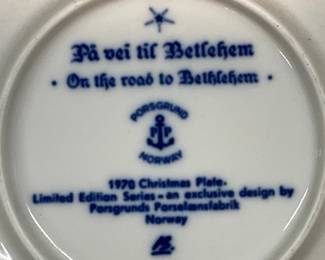 På vei til Betlehem
· On the road to Bethlehem ·
PORSGRUND
P P
NORWAY
1970 Christmas Plate.
Limited Edition Series - an exclusive design by
Porsgrunds Porselænsfabrik
Norway